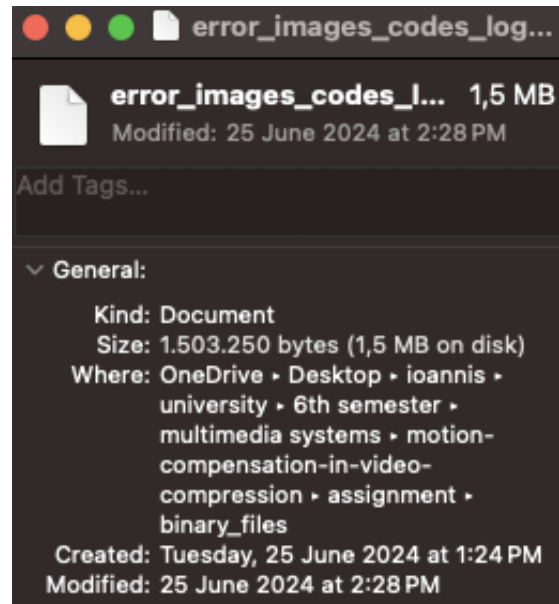 error_images_codes_log...
error_images_codes_l... 1,5 MB
Modified: 25 June 2024 at 2:28 PM
Add Tags...
General:
Kind: Document
Size: 1.503.250 bytes (1,5 MB on disk)
Where: OneDrive ▸ Desktop ▸ ioannis ▸
university ▸ 6th semester ▸
multimedia systems ▸ motion-
compensation-in-video-
compression ▸ assignment ▸
binary_files
Created: Tuesday, 25 June 2024 at 1:24 PM
Modified: 25 June 2024 at 2:28 PM